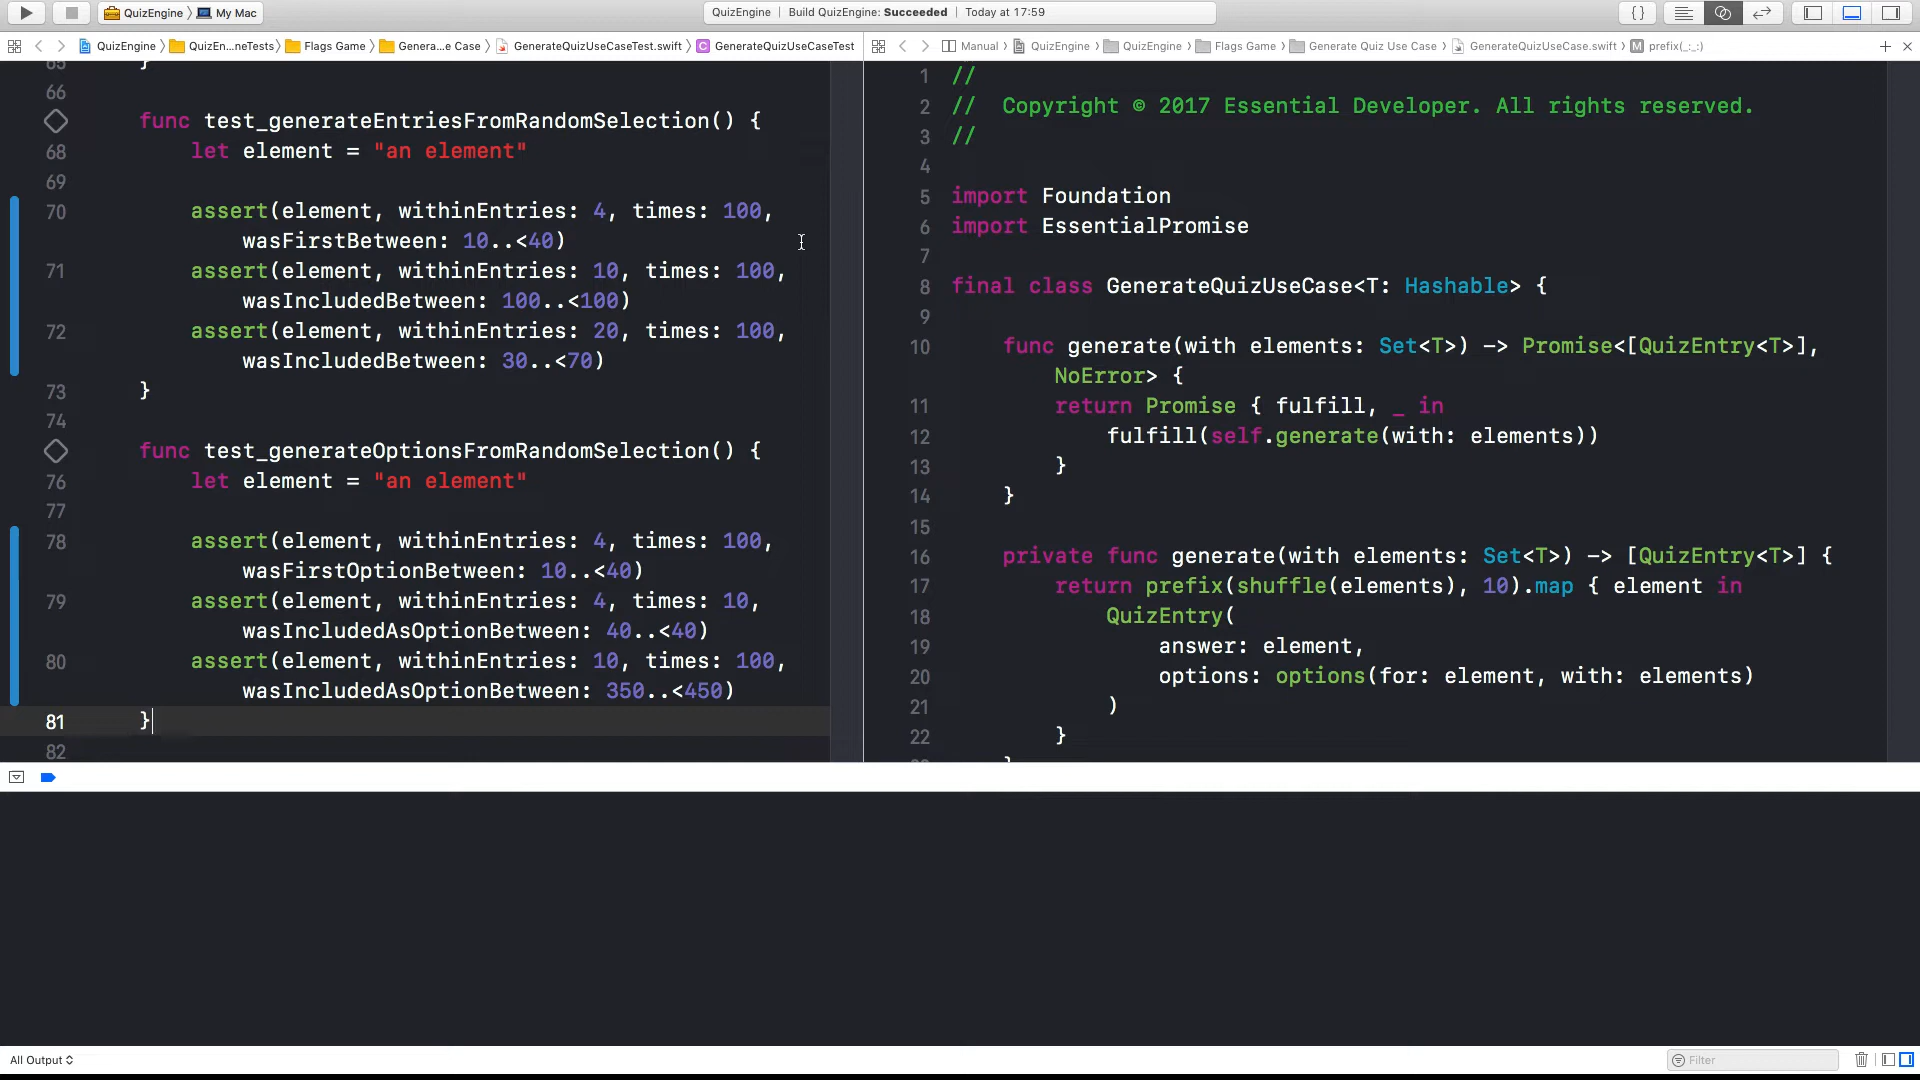 QuizEngine 〉 My Mac
QuizEngine | Build QuizEngine: Succeeded | Today at 17:59
QuizEngine 〉 QuizEn...neTests 〉 Flags Game 〉 Genera...e Case 〉 GenerateQuizUseCaseTest.swift 〉 C GenerateQuizUseCaseTest
Manual 〉 QuizEngine 〉 QuizEngine 〉 Flags Game 〉 Generate Quiz Use Case 〉 GenerateQuizUseCase.swift 〉 M prefix(_:_:)
65 }
66
func test_generateEntriesFromRandomSelection() {
68 let element = "an element"
69
70 assert(element, withinEntries: 4, times: 100,
wasFirstBetween: 10..<40)
71 assert(element, withinEntries: 10, times: 100,
wasIncludedBetween: 100..<100)
72 assert(element, withinEntries: 20, times: 100,
wasIncludedBetween: 30..<70)
73 }
74
func test_generateOptionsFromRandomSelection() {
76 let element = "an element"
77
78 assert(element, withinEntries: 4, times: 100,
wasFirstOptionBetween: 10..<40)
79 assert(element, withinEntries: 4, times: 10,
wasIncludedAsOptionBetween: 40..<40)
80 assert(element, withinEntries: 10, times: 100,
wasIncludedAsOptionBetween: 350..<450)
81 }
82
1 //
2 //  Copyright © 2017 Essential Developer. All rights reserved.
3 //
4
5 import Foundation
6 import EssentialPromise
7
8 final class GenerateQuizUseCase<T: Hashable> {
9
10 func generate(with elements: Set<T>) -> Promise<[QuizEntry<T>],
NoError> {
11 return Promise { fulfill, _ in
12 fulfill(self.generate(with: elements))
13 }
14 }
15
16 private func generate(with elements: Set<T>) -> [QuizEntry<T>] {
17 return prefix(shuffle(elements), 10).map { element in
18 QuizEntry(
19 answer: element,
20 options: options(for: element, with: elements)
21 )
22 }
All Output
Filter